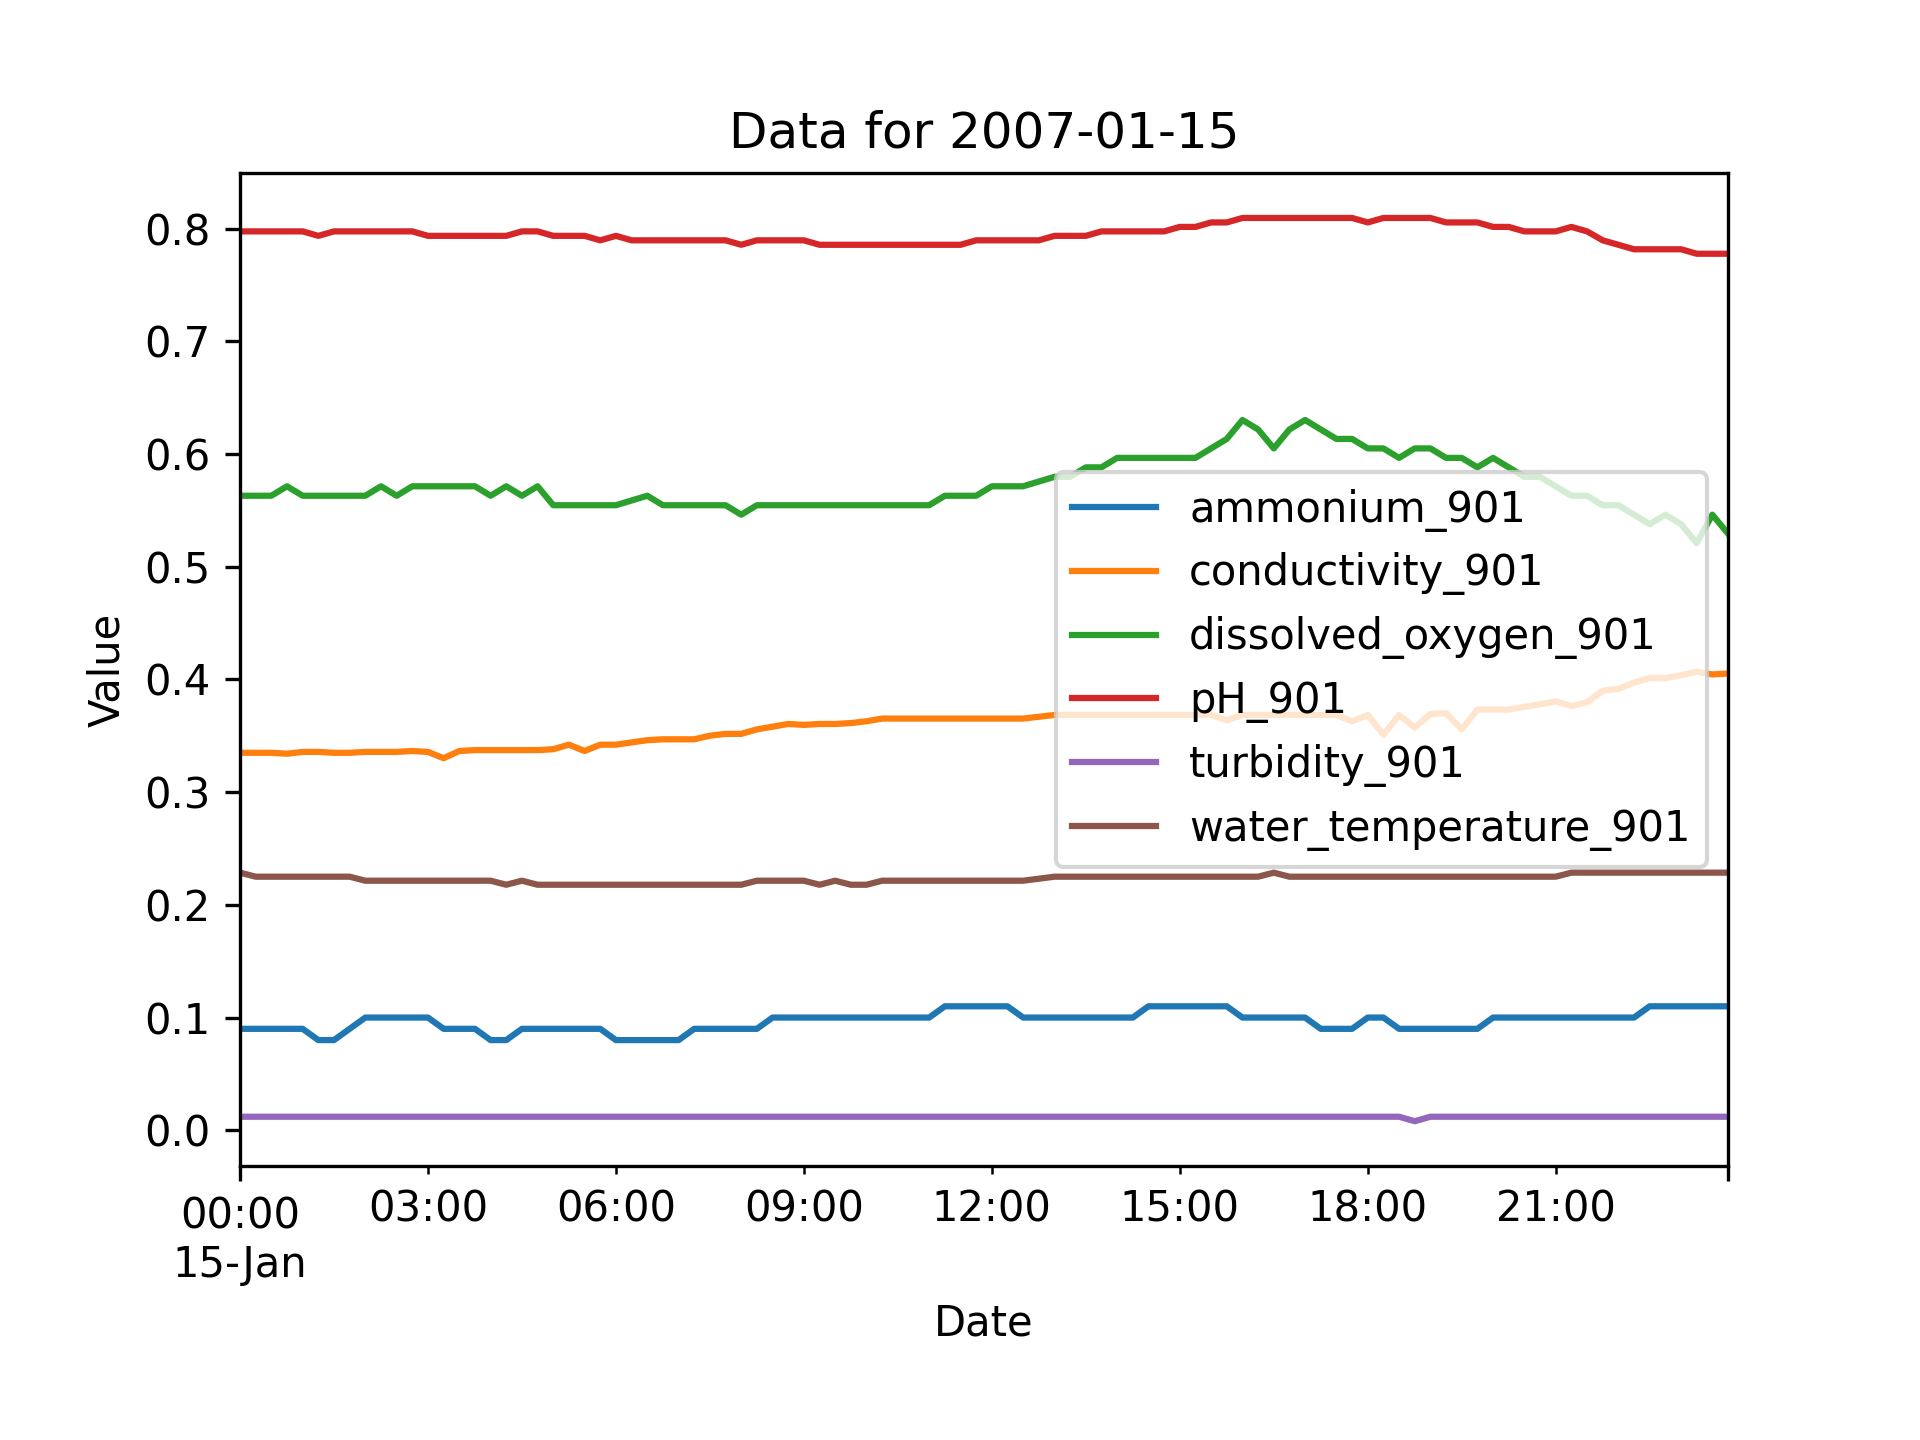 Data for 2007-01-15
0.8
0.7
0.6
0.5
0.4
0.3
0.2
0.1
0.0
Value
ammonium_901
conductivity_901
dissolved_oxygen_901
pH_901
turbidity_901
water_temperature_901
00:00 03:00 06:00 09:00 12:00 15:00 18:00 21:00
15-Jan
Date